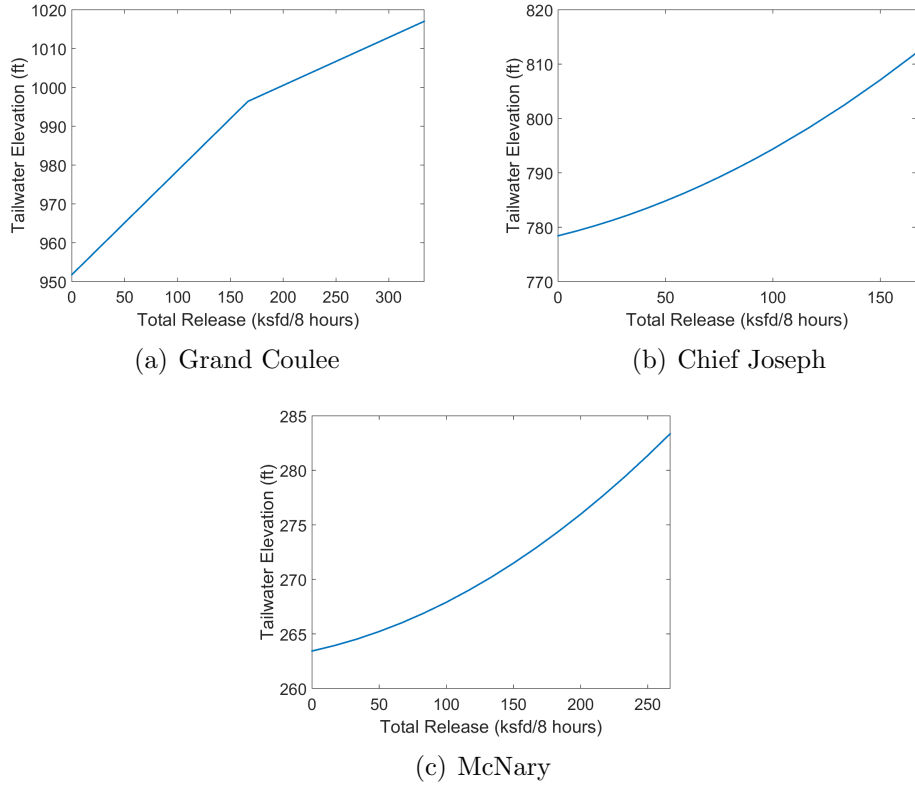 1020
1010
1000
990
980
970
960
950
Tailwater Elevation (ft)
0 50 100 150 200 250 300
Total Release (ksfd/8 hours)
(a) Grand Coulee
820
810
800
790
780
770
Tailwater Elevation (ft)
0 50 100 150
Total Release (ksfd/8 hours)
(b) Chief Joseph
285
280
275
270
265
260
Tailwater Elevation (ft)
0 50 100 150 200 250
Total Release (ksfd/8 hours)
(c) McNary